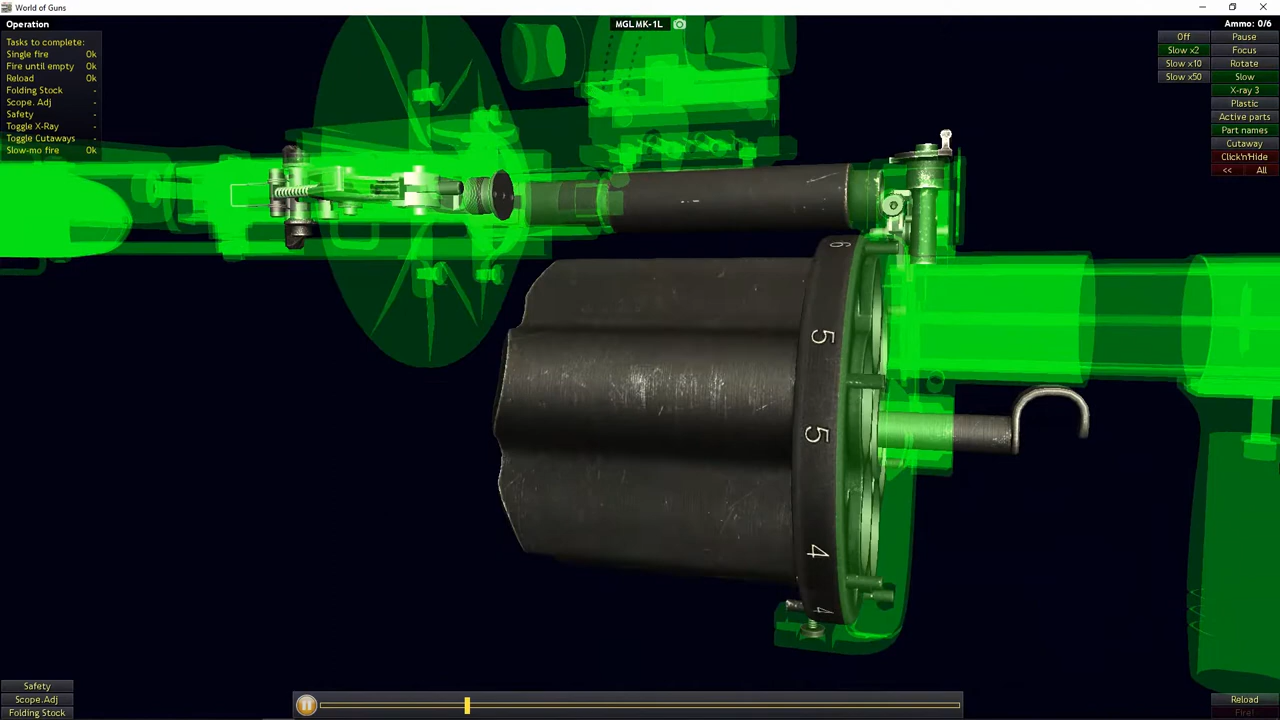 World of Guns
Operation
MGL MK-1L
Ammo: 0/6
Tasks to complete:
Single fire Ok
Fire until empty Ok
Reload Ok
Folding Stock -
Scope. Adj -
Safety -
Toggle X-Ray -
Toggle Cutaways -
Slow-mo fire Ok
Off Pause
Slow x2 Focus
Slow x10 Rotate
Slow x50 Slow
X-ray 3
Plastic
Active parts
Part names
Cutaway
Click'n'Hide
<< All
6
5
5
4
4
Safety
Scope.Adj
Folding Stock
Reload
Fire!